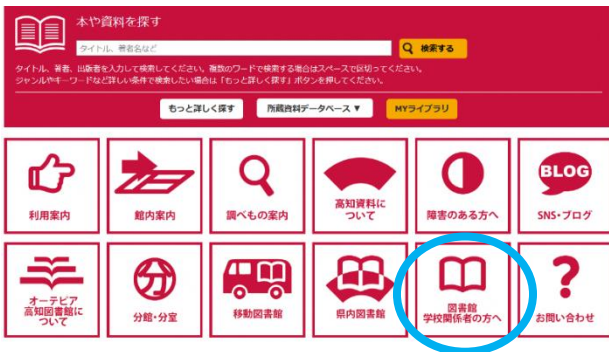 本や資料を探す
タイトル、著者名など
検索する
タイトル、著者、出版者を入力して検索してください。複数のワードで検索する場合はスペースで区切ってください。
ジャンルやキーワードなど詳しい条件で検索したい場合は「もっと詳しく探す」ボタンを押してください。
もっと詳しく探す
所蔵資料データベース ▼
MYライブラリ
利用案内
館内案内
調べもの案内
高知資料に
ついて
障害のある方へ
BLOG
SNS・ブログ
オーテピア
高知図書館に
ついて
分
分館・分室
移動図書館
県内図書館
図書館
学校関係者の方へ
?
お問い合わせ